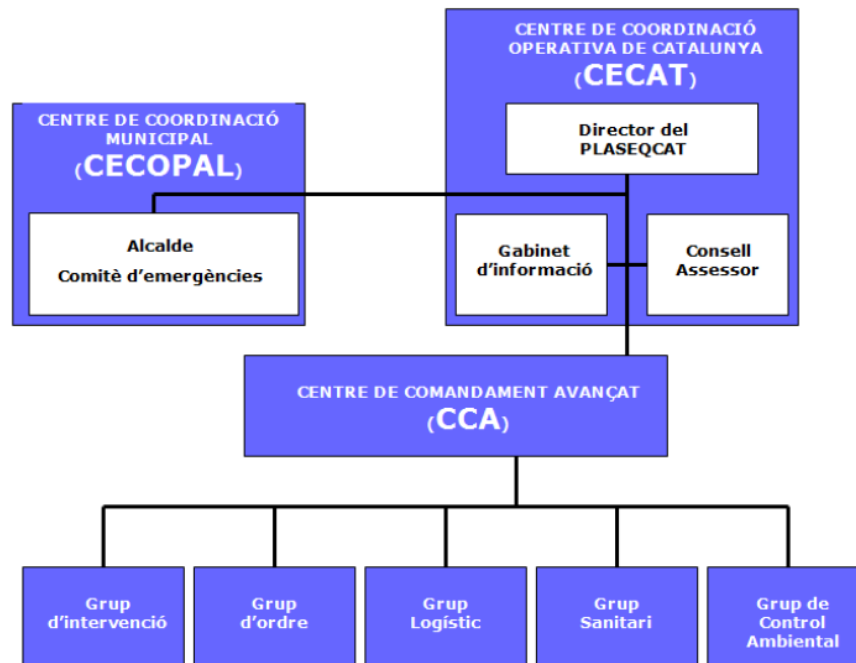 CENTRE DE COORDINACIÓ
OPERATIVA DE CATALUNYA
(CECAT)
Director del
PLASEQCAT
CENTRE DE COORDINACIÓ
MUNICIPAL
(CECOPAL)
Alcalde
Comitè d’emergències
Gabinet
d’informació
Consell
Assessor
CENTRE DE COMANDAMENT AVANÇAT
(CCA)
Grup
d’intervenció
Grup
d’ordre
Grup
Logístic
Grup
Sanitari
Grup de
Control
Ambiental